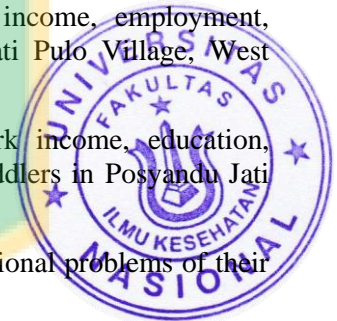 income, employment,
ati Pulo Village, West
rk income, education,
ddlers in Posyandu Jati
ional problems of their
UNIVERSITAS
FAKULTAS
ILMU KESEHATAN
NASIONAL